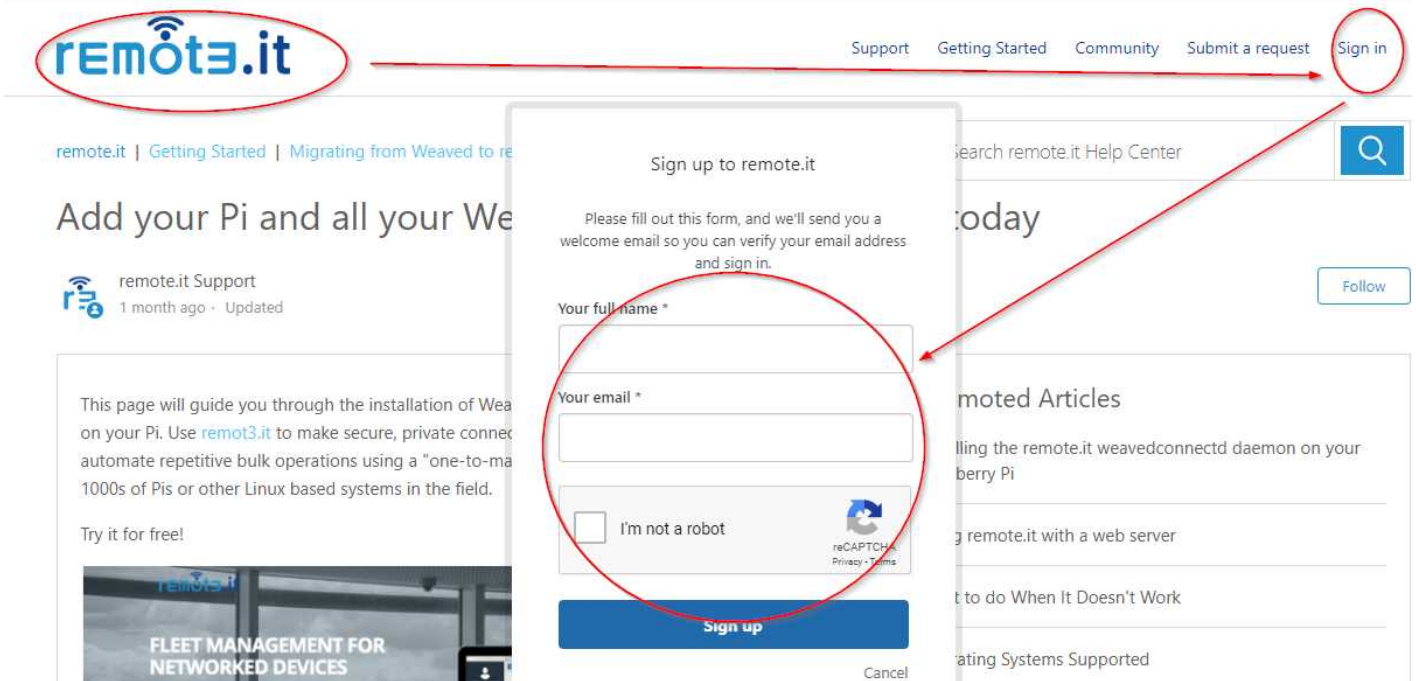 remot3.it
Support Getting Started Community Submit a request Sign in
remote.it | Getting Started | Migrating from Weaved to re
Search remote.it Help Center
Add your Pi and all your We
today
remote.it Support
1 month ago · Updated
Follow
Sign up to remote.it
Please fill out this form, and we'll send you a
welcome email so you can verify your email address
and sign in.
Your full name *
Your email *
I'm not a robot
reCAPTCHA
Privacy - Terms
Sign up
Cancel
This page will guide you through the installation of Wea
on your Pi. Use remot3.it to make secure, private connec
automate repetitive bulk operations using a "one-to-ma
1000s of Pis or other Linux based systems in the field.
Try it for free!
remot3.it
FLEET MANAGEMENT FOR
NETWORKED DEVICES
moted Articles
lling the remote.it weavedconnectd daemon on your
berry Pi
g remote.it with a web server
t to do When It Doesn't Work
rating Systems Supported